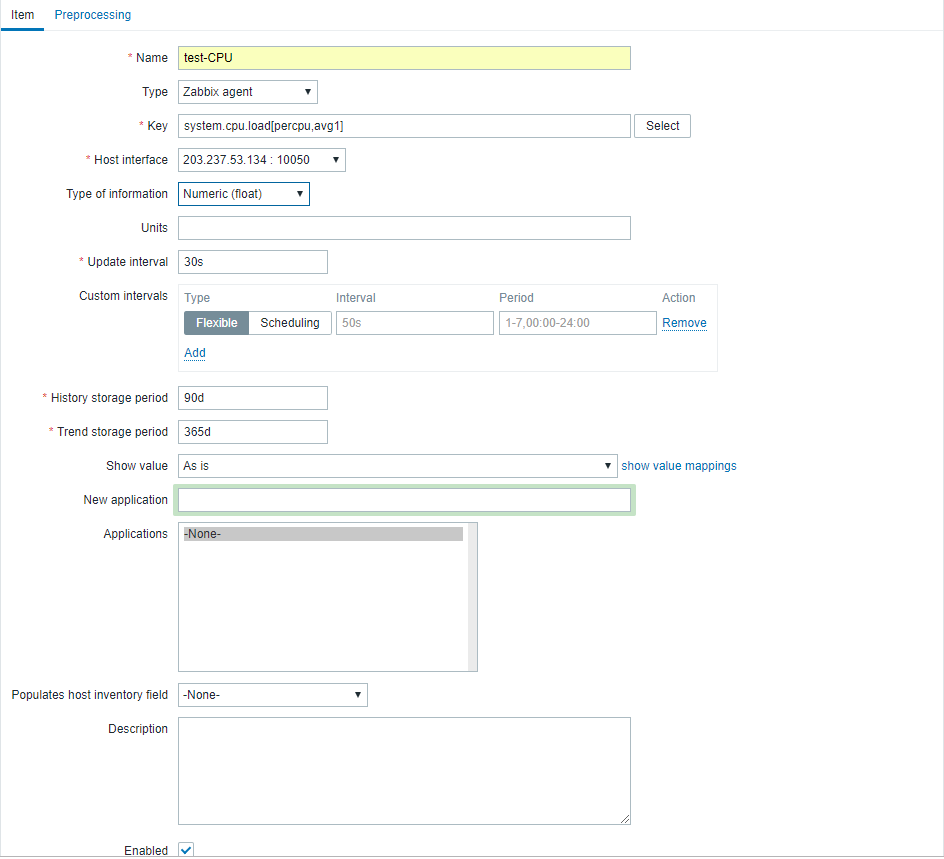 Item Preprocessing
* Name test-CPU
Type Zabbix agent
* Key system.cpu.load[percpu,avg1] Select
* Host interface 203.237.53.134 : 10050
Type of information Numeric (float)
Units
* Update interval 30s
Custom intervals Type Interval Period Action
Flexible Scheduling 50s 1-7,00:00-24:00 Remove
Add
* History storage period 90d
* Trend storage period 365d
Show value As is show value mappings
New application
Applications -None-
Populates host inventory field -None-
Description
Enabled